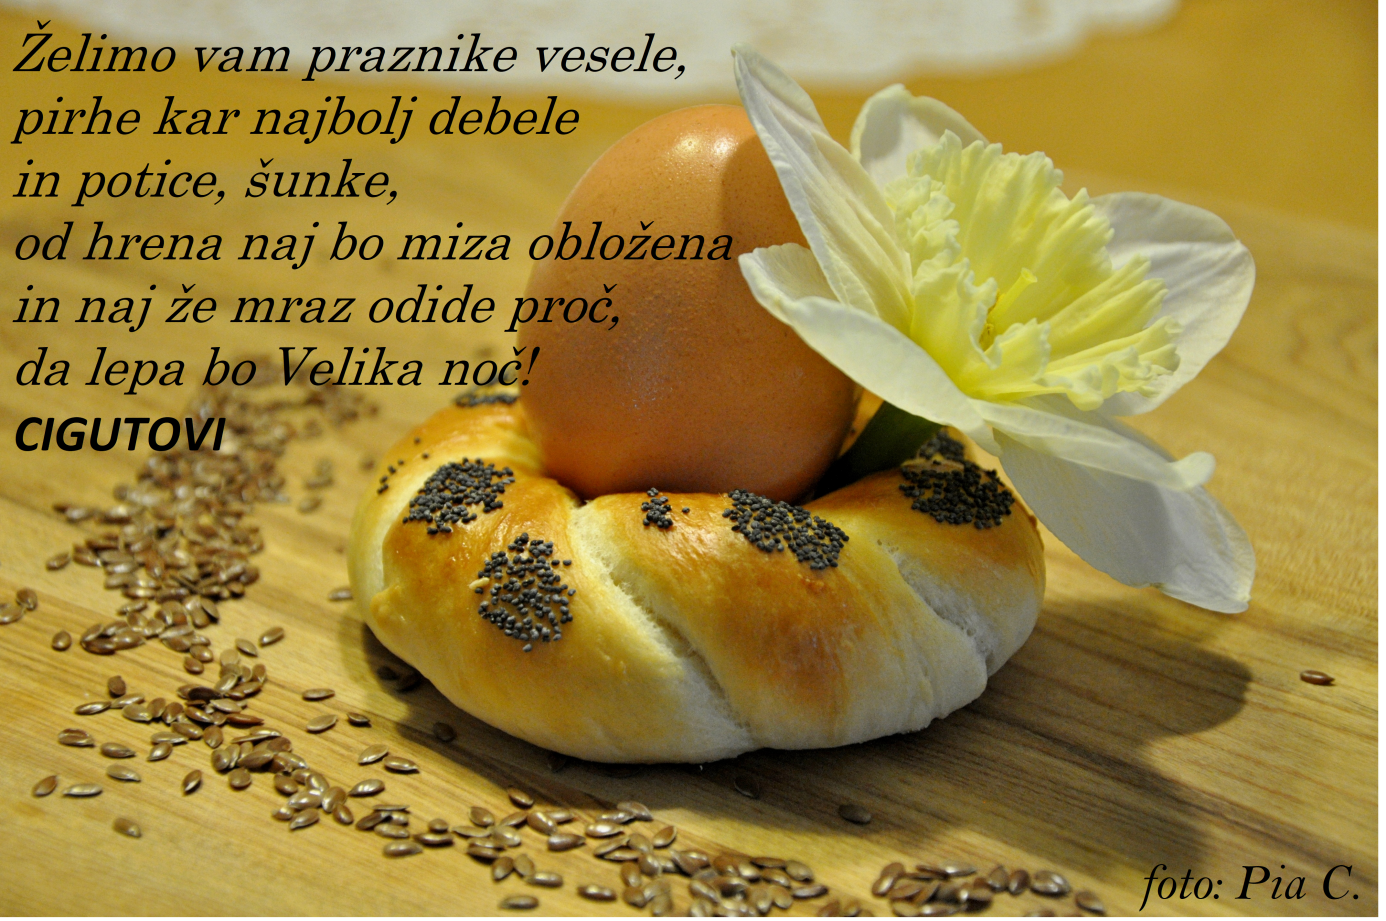 Želimo vam praznike vesele,
pirhe kar najbolj debele
in potice, šunke,
od hrena naj bo miza obložena
in naj že mraz odide proč,
da lepa bo Velika noč!
CIGUTOVI
foto: Pia C.